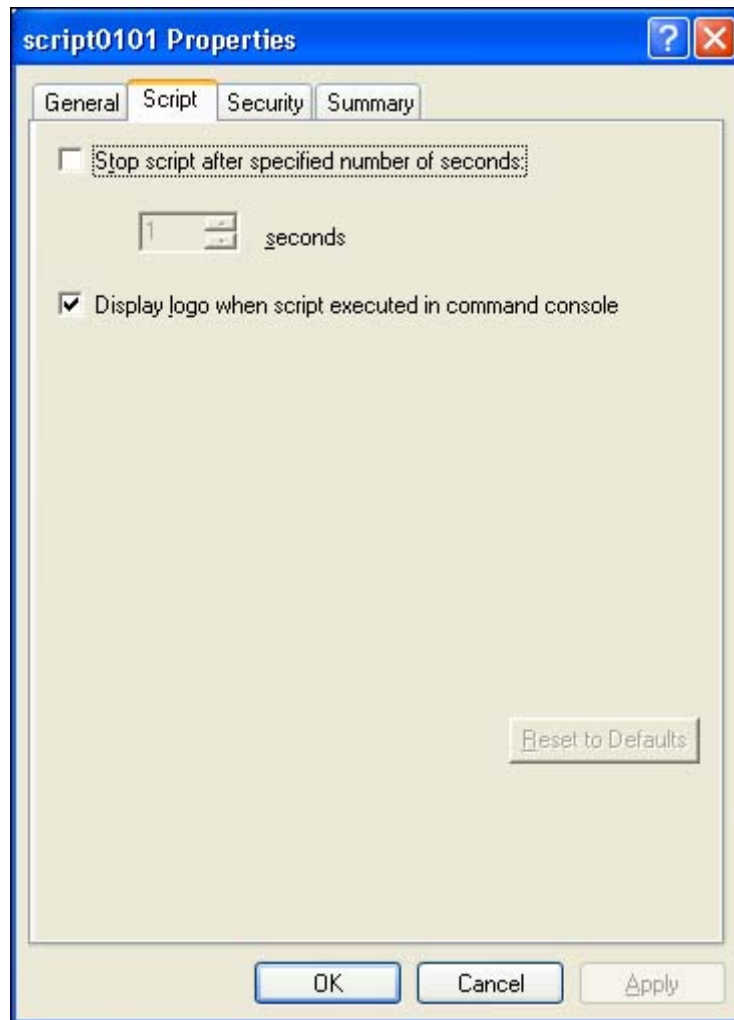 script0101 Properties
General Script Security Summary
Stop script after specified number of seconds:
1 seconds
Display logo when script executed in command console
Reset to Defaults
OK Cancel Apply